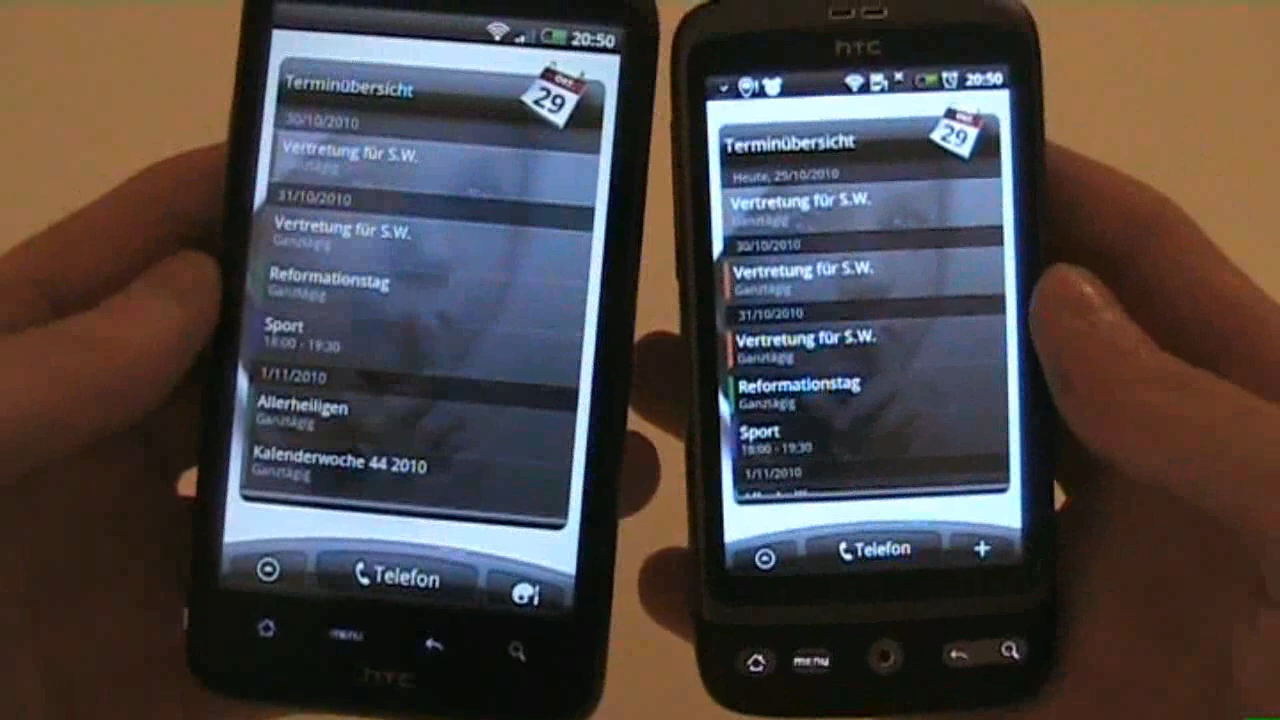 20:50
Terminübersicht
OKT
29
30/10/2010
Vertretung für S.W.
31/10/2010
Vertretung für S.W.
Ganztägig
Reformationstag
Ganztägig
Sport
18:00 - 19:30
1/11/2010
Allerheiligen
Ganztägig
Kalenderwoche 44 2010
Ganztägig
Telefon
menu
hTC
hTC
20:50
Terminübersicht
29
Heute, 29/10/2010
Vertretung für S.W.
Ganztägig
30/10/2010
Vertretung für S.W.
Ganztägig
31/10/2010
Vertretung für S.W.
Ganztägig
Reformationstag
Ganztägig
Sport
18:00 - 19:30
1/11/2010
Telefon
menu